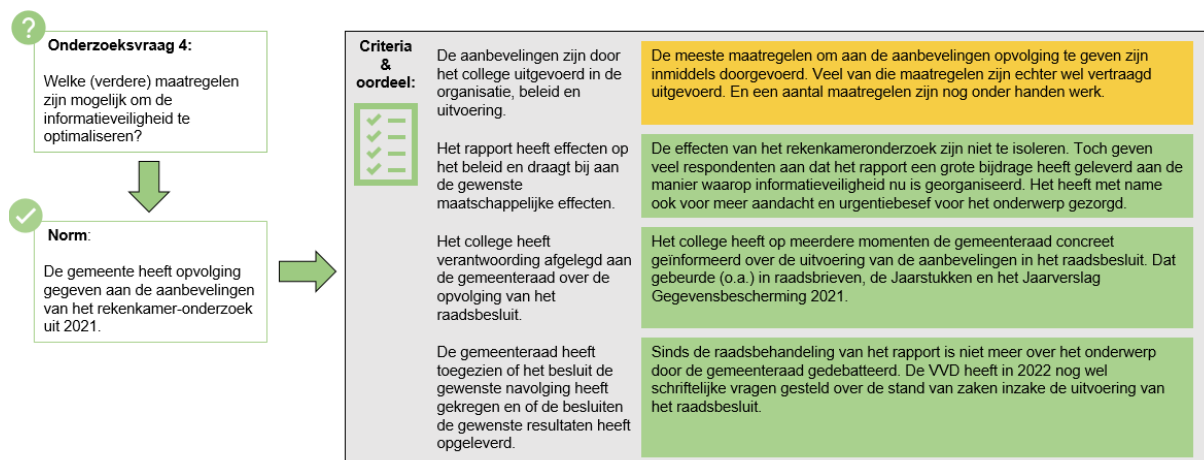 ?
Onderzoeksvraag 4:
Welke (verdere) maatregelen
zijn mogelijk om de
informatieveiligheid te
optimaliseren?
Norm:
De gemeente heeft opvolging
gegeven aan de aanbevelingen
van het rekenkamer-onderzoek
uit 2021.
Criteria
&
oordeel:
De aanbevelingen zijn door
het college uitgevoerd in de
organisatie, beleid en
uitvoering.
De meeste maatregelen om aan de aanbevelingen opvolging te geven zijn
inmiddels doorgevoerd. Veel van die maatregelen zijn echter wel vertraagd
uitgevoerd. En een aantal maatregelen zijn nog onder handen werk.
Het rapport heeft effecten op
het beleid en draagt bij aan
de gewenste
maatschappelijke effecten.
De effecten van het rekenkameronderzoek zijn niet te isoleren. Toch geven
veel respondenten aan dat het rapport een grote bijdrage heeft geleverd aan de
manier waarop informatieveiligheid nu is georganiseerd. Het heeft met name
ook voor meer aandacht en urgentiebesef voor het onderwerp gezorgd.
Het college heeft
verantwoording afgelegd aan
de gemeenteraad over de
opvolging van het
raadsbesluit.
Het college heeft op meerdere momenten de gemeenteraad concreet
geïnformeerd over de uitvoering van de aanbevelingen in het raadsbesluit. Dat
gebeurde (o.a.) in raadsbrieven, de Jaarstukken en het Jaarverslag
Gegevensbescherming 2021.
De gemeenteraad heeft
toegezien of het besluit de
gewenste navolging heeft
gekregen en of de besluiten
de gewenste resultaten heeft
opgeleverd.
Sinds de raadsbehandeling van het rapport is niet meer over het onderwerp
door de gemeenteraad gedebatteerd. De VVD heeft in 2022 nog wel
schriftelijke vragen gesteld over de stand van zaken inzake de uitvoering van
het raadsbesluit.